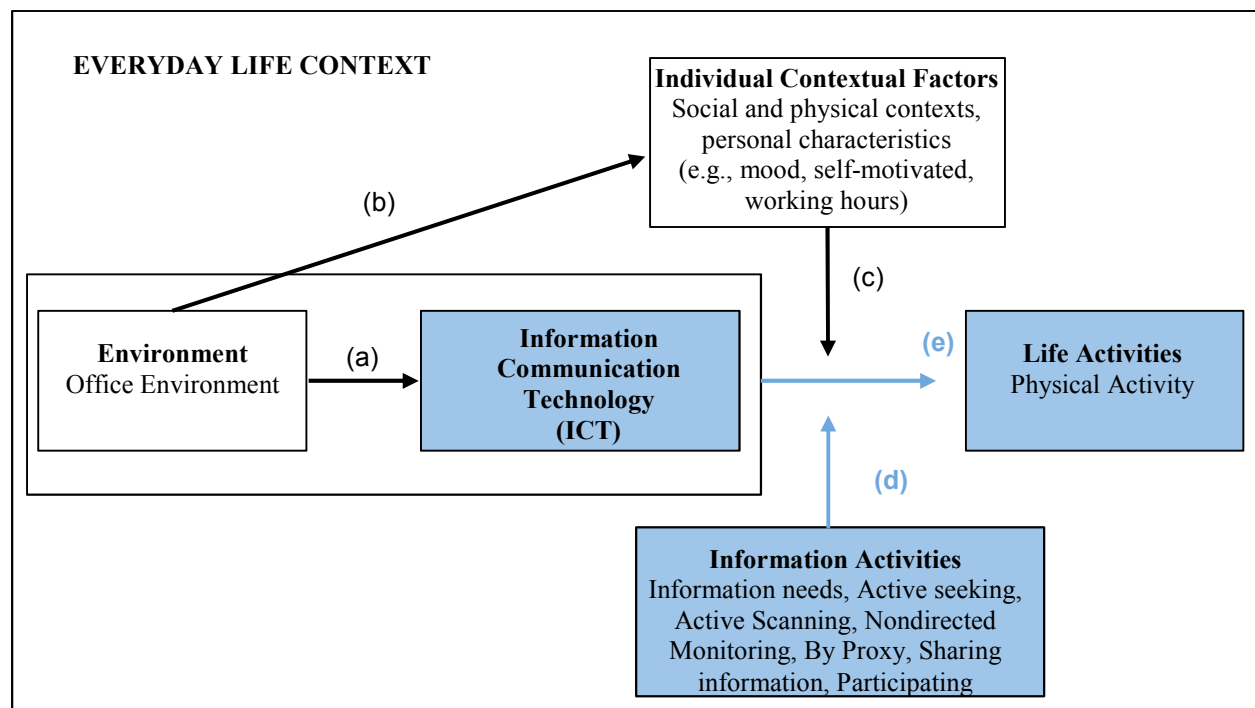 EVERYDAY LIFE CONTEXT
Individual Contextual Factors
Social and physical contexts,
personal characteristics
(e.g., mood, self-motivated,
working hours)
(b)
(c)
Environment
Office Environment
(a)
Information
Communication
Technology
(ICT)
(e)
Life Activities
Physical Activity
(d)
Information Activities
Information needs, Active seeking,
Active Scanning, Nondirected
Monitoring, By Proxy, Sharing
information, Participating